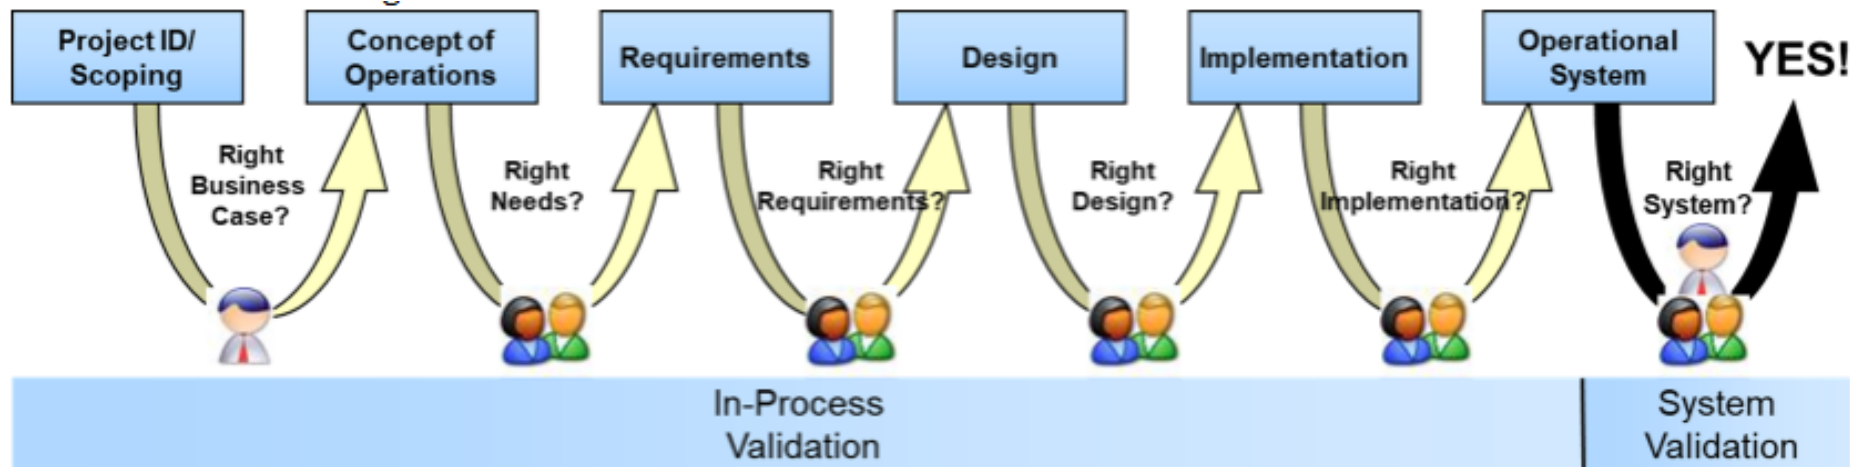 Project ID/
Scoping
Concept of
Operations
Requirements
Design
Implementation
Operational
System
YES!
Right
Business
Case?
Right
Needs?
Right
Requirements?
Right
Design?
Right
Implementation?
Right
System?
In-Process
Validation
System
Validation